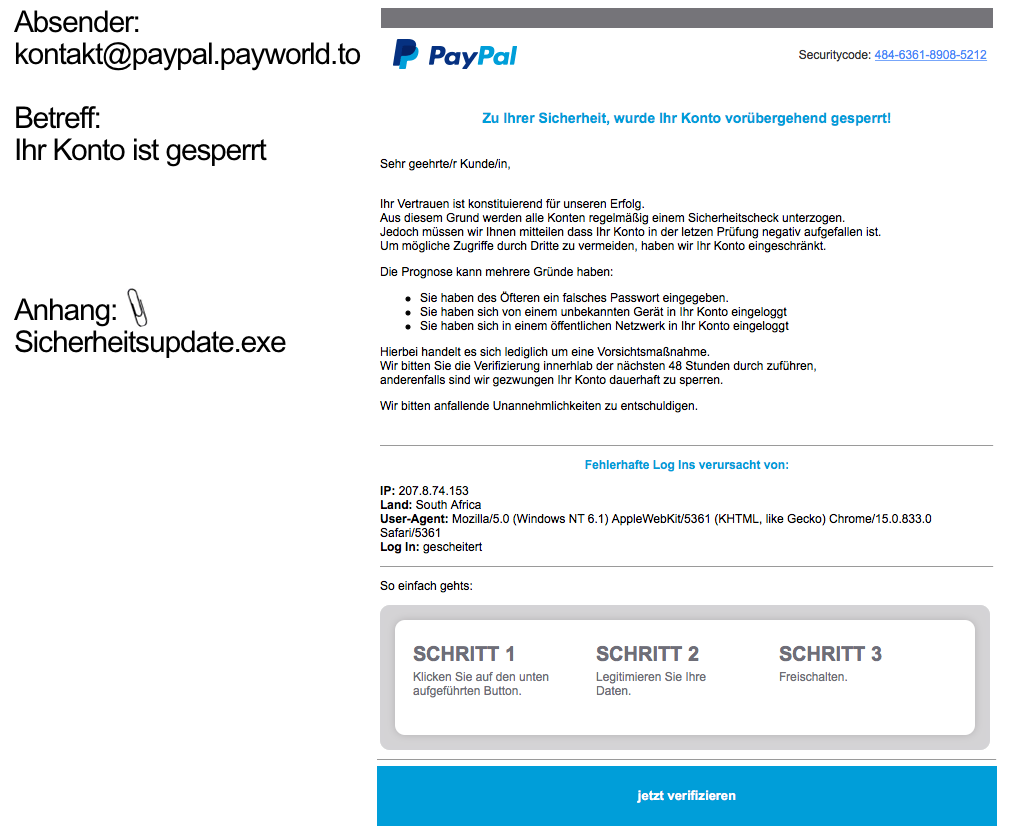 Absender:
kontakt@paypal.payworld.to
Betreff:
Ihr Konto ist gesperrt
Anhang:
Sicherheitsupdate.exe
PayPal
Securitycode: 484-6361-8908-5212
Zu Ihrer Sicherheit, wurde Ihr Konto vorübergehend gesperrt!
Sehr geehrte/r Kunde/in,
Ihr Vertrauen ist konstituierend für unseren Erfolg.
Aus diesem Grund werden alle Konten regelmäßig einem Sicherheitscheck unterzogen.
Jedoch müssen wir Ihnen mitteilen dass Ihr Konto in der letzen Prüfung negativ aufgefallen ist.
Um mögliche Zugriffe durch Dritte zu vermeiden, haben wir Ihr Konto eingeschränkt.
Die Prognose kann mehrere Gründe haben:
• Sie haben des Öfteren ein falsches Passwort eingegeben.
• Sie haben sich von einem unbekannten Gerät in Ihr Konto eingeloggt
• Sie haben sich in einem öffentlichen Netzwerk in Ihr Konto eingeloggt
Hierbei handelt es sich lediglich um eine Vorsichtsmaßnahme.
Wir bitten Sie die Verifizierung innerhlab der nächsten 48 Stunden durch zuführen,
anderenfalls sind wir gezwungen Ihr Konto dauerhaft zu sperren.
Wir bitten anfallende Unannehmlichkeiten zu entschuldigen.
Fehlerhafte Log Ins verursacht von:
IP: 207.8.74.153
Land: South Africa
User-Agent: Mozilla/5.0 (Windows NT 6.1) AppleWebKit/5361 (KHTML, like Gecko) Chrome/15.0.833.0
Safari/5361
Log In: gescheitert
So einfach gehts:
SCHRITT 1
Klicken Sie auf den unten
aufgeführten Button.
SCHRITT 2
Legitimieren Sie Ihre
Daten.
SCHRITT 3
Freischalten.
jetzt verifizieren